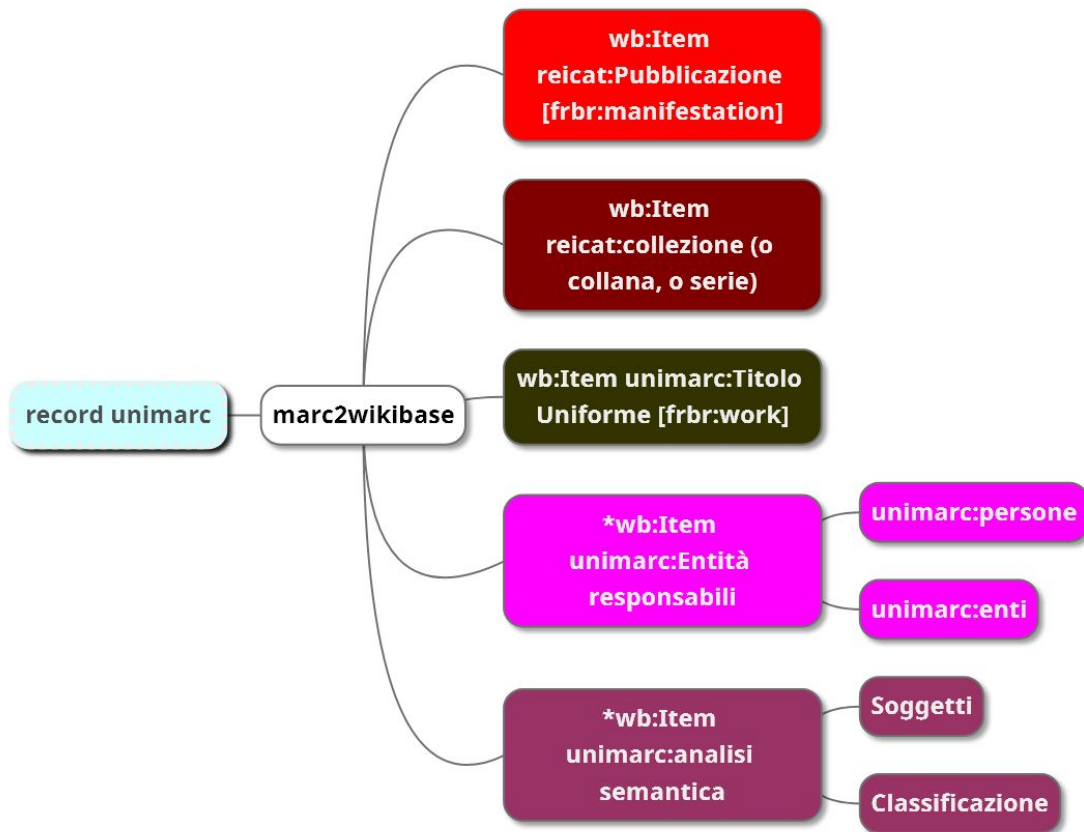 wb:Item
reicat:Pubblicazione
[frbr:manifestation]
wb:Item
reicat:collezione (o
collana, o serie)
wb:Item unimarc:Titolo
Uniforme [frbr:work]
record unimarc
marc2wikibase
*wb:Item
unimarc:Entità
responsabili
unimarc:persone
unimarc:enti
*wb:Item
unimarc:analisi
semantica
Soggetti
Classificazione